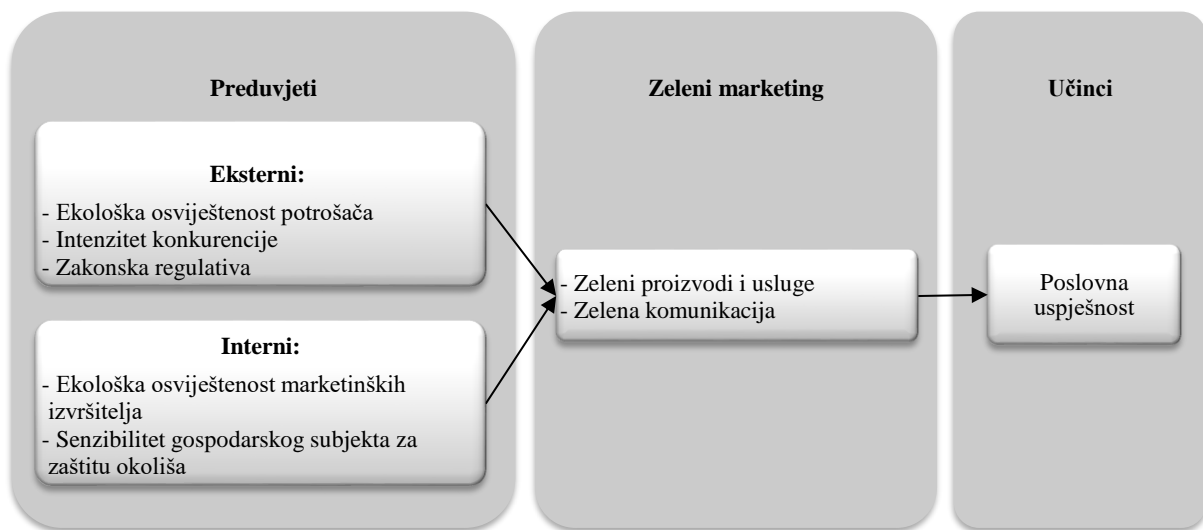 Preduvjeti
Eksterni:
- Ekološka osviještenost potrošača
- Intenzitet konkurencije
- Zakonska regulativa
Interni:
- Ekološka osviještenost marketinških
izvršitelja
- Senzibilitet gospodarskog subjekta za
zaštitu okoliša
Zeleni marketing
- Zeleni proizvodi i usluge
- Zelena komunikacija
Učinci
Poslovna
uspješnost